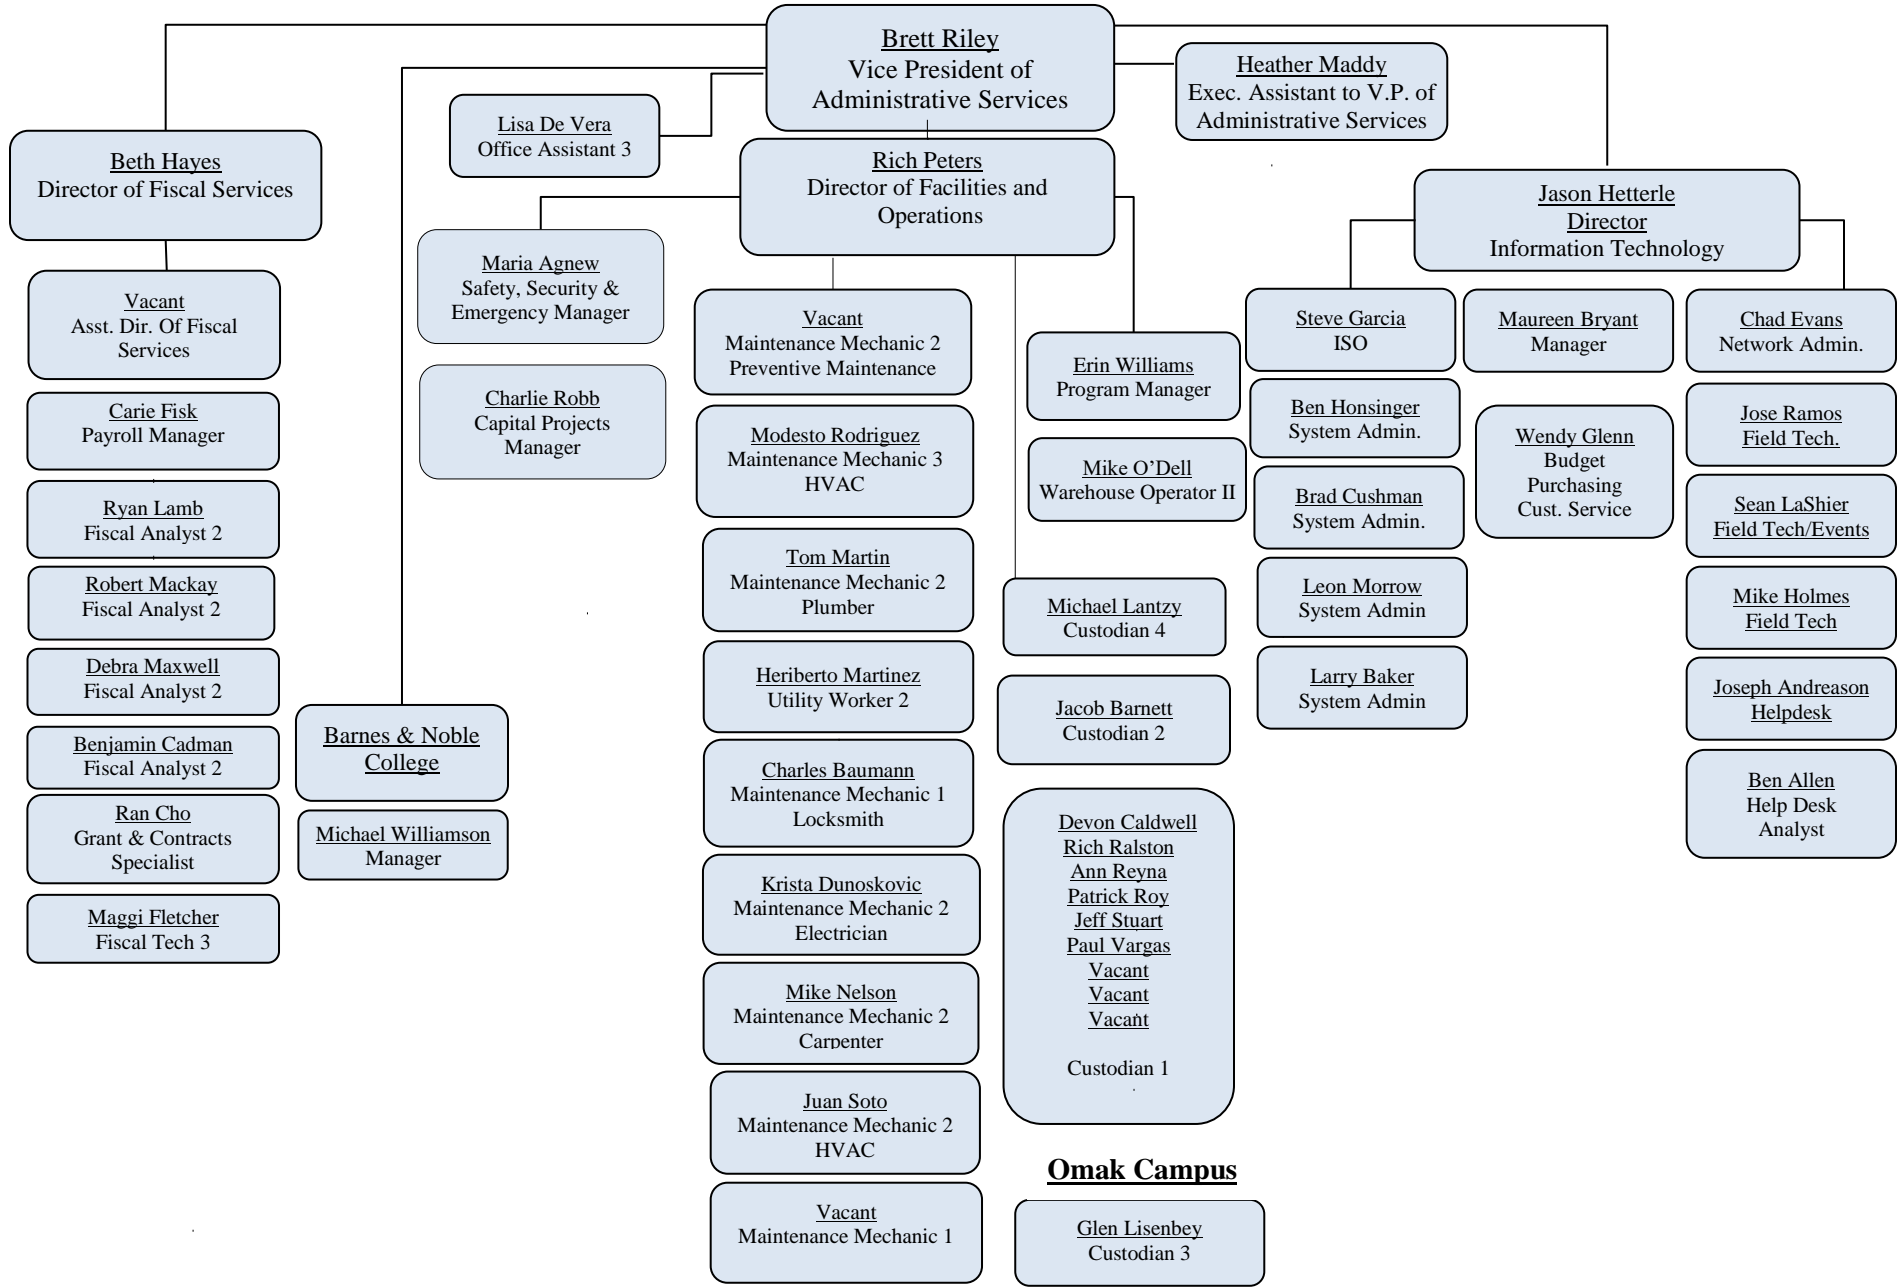 Brett Riley
Vice President of
Administrative Services
Heather Maddy
Exec. Assistant to V.P. of
Administrative Services
Lisa De Vera
Office Assistant 3
Beth Hayes
Director of Fiscal Services
Rich Peters
Director of Facilities and
Operations
Jason Hetterle
Director
Information Technology
Vacant
Asst. Dir. Of Fiscal
Services
Carie Fisk
Payroll Manager
Ryan Lamb
Fiscal Analyst 2
Robert Mackay
Fiscal Analyst 2
Debra Maxwell
Fiscal Analyst 2
Benjamin Cadman
Fiscal Analyst 2
Ran Cho
Grant & Contracts
Specialist
Maggi Fletcher
Fiscal Tech 3
Barnes & Noble
College
Michael Williamson
Manager
Maria Agnew
Safety, Security &
Emergency Manager
Charlie Robb
Capital Projects
Manager
Vacant
Maintenance Mechanic 2
Preventive Maintenance
Modesto Rodriguez
Maintenance Mechanic 3
HVAC
Tom Martin
Maintenance Mechanic 2
Plumber
Heriberto Martinez
Utility Worker 2
Charles Baumann
Maintenance Mechanic 1
Locksmith
Krista Dunoskovic
Maintenance Mechanic 2
Electrician
Mike Nelson
Maintenance Mechanic 2
Carpenter
Juan Soto
Maintenance Mechanic 2
HVAC
Vacant
Maintenance Mechanic 1
Erin Williams
Program Manager
Mike O’Dell
Warehouse Operator II
Michael Lantzy
Custodian 4
Jacob Barnett
Custodian 2
Devon Caldwell
Rich Ralston
Ann Reyna
Patrick Roy
Jeff Stuart
Paul Vargas
Vacant
Vacant
Vacant
Custodian 1
Omak Campus
Glen Lisenbey
Custodian 3
Steve Garcia
ISO
Ben Honsinger
System Admin.
Brad Cushman
System Admin.
Leon Morrow
System Admin
Larry Baker
System Admin
Maureen Bryant
Manager
Wendy Glenn
Budget
Purchasing
Cust. Service
Chad Evans
Network Admin.
Jose Ramos
Field Tech.
Sean LaShier
Field Tech/Events
Mike Holmes
Field Tech
Joseph Andreason
Helpdesk
Ben Allen
Help Desk
Analyst